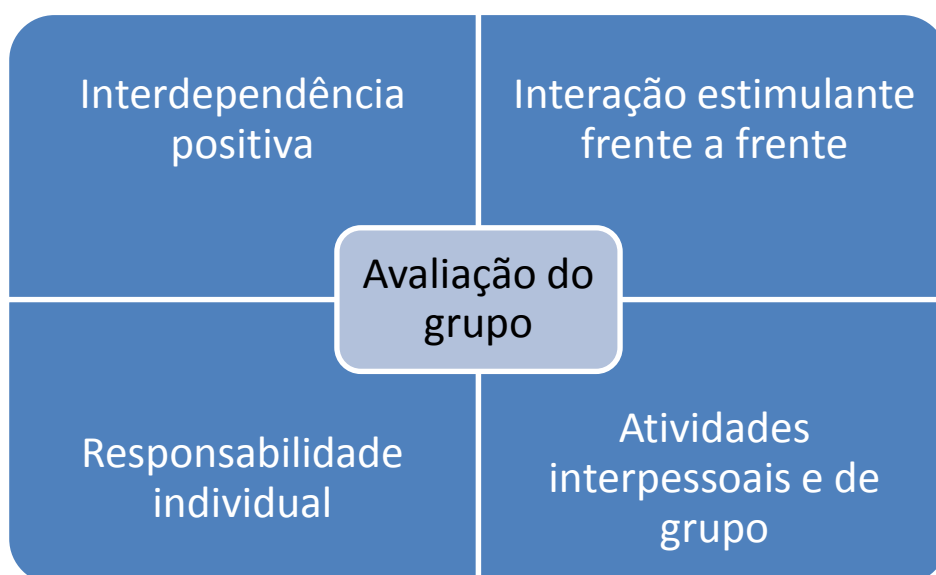 Interdependência
positiva
Interação estimulante
frente a frente
Avaliação do
grupo
Responsabilidade
individual
Atividades
interpessoais e de
grupo